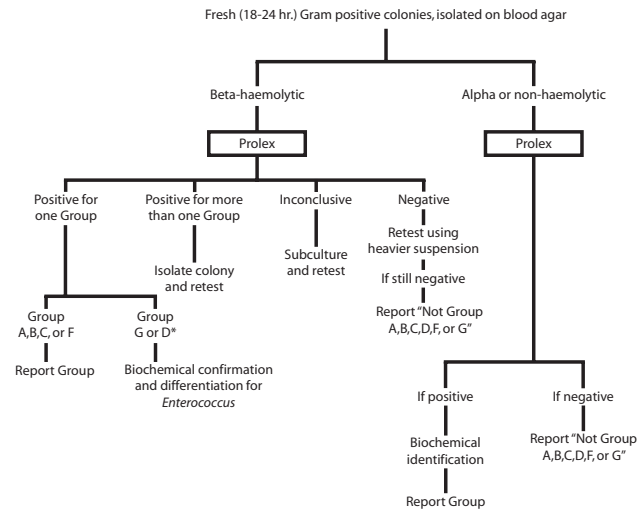 Fresh (18-24 hr.) Gram positive colonies, isolated on blood agar
Beta-haemolytic
Alpha or non-haemolytic
Prolex
Prolex
Positive for
one Group
Positive for more
than one Group
Inconclusive
Negative
Retest using
heavier suspension
Isolate colony
and retest
Subculture
and retest
If still negative
Report “Not Group
A,B,C,D,F, or G”
Group
A,B,C, or F
Group
G or D*
Report Group
Biochemical confirmation
and differentiation for
Enterococcus
If positive
If negative
Biochemical
identification
Report “Not Group
A,B,C,D,F, or G”
Report Group